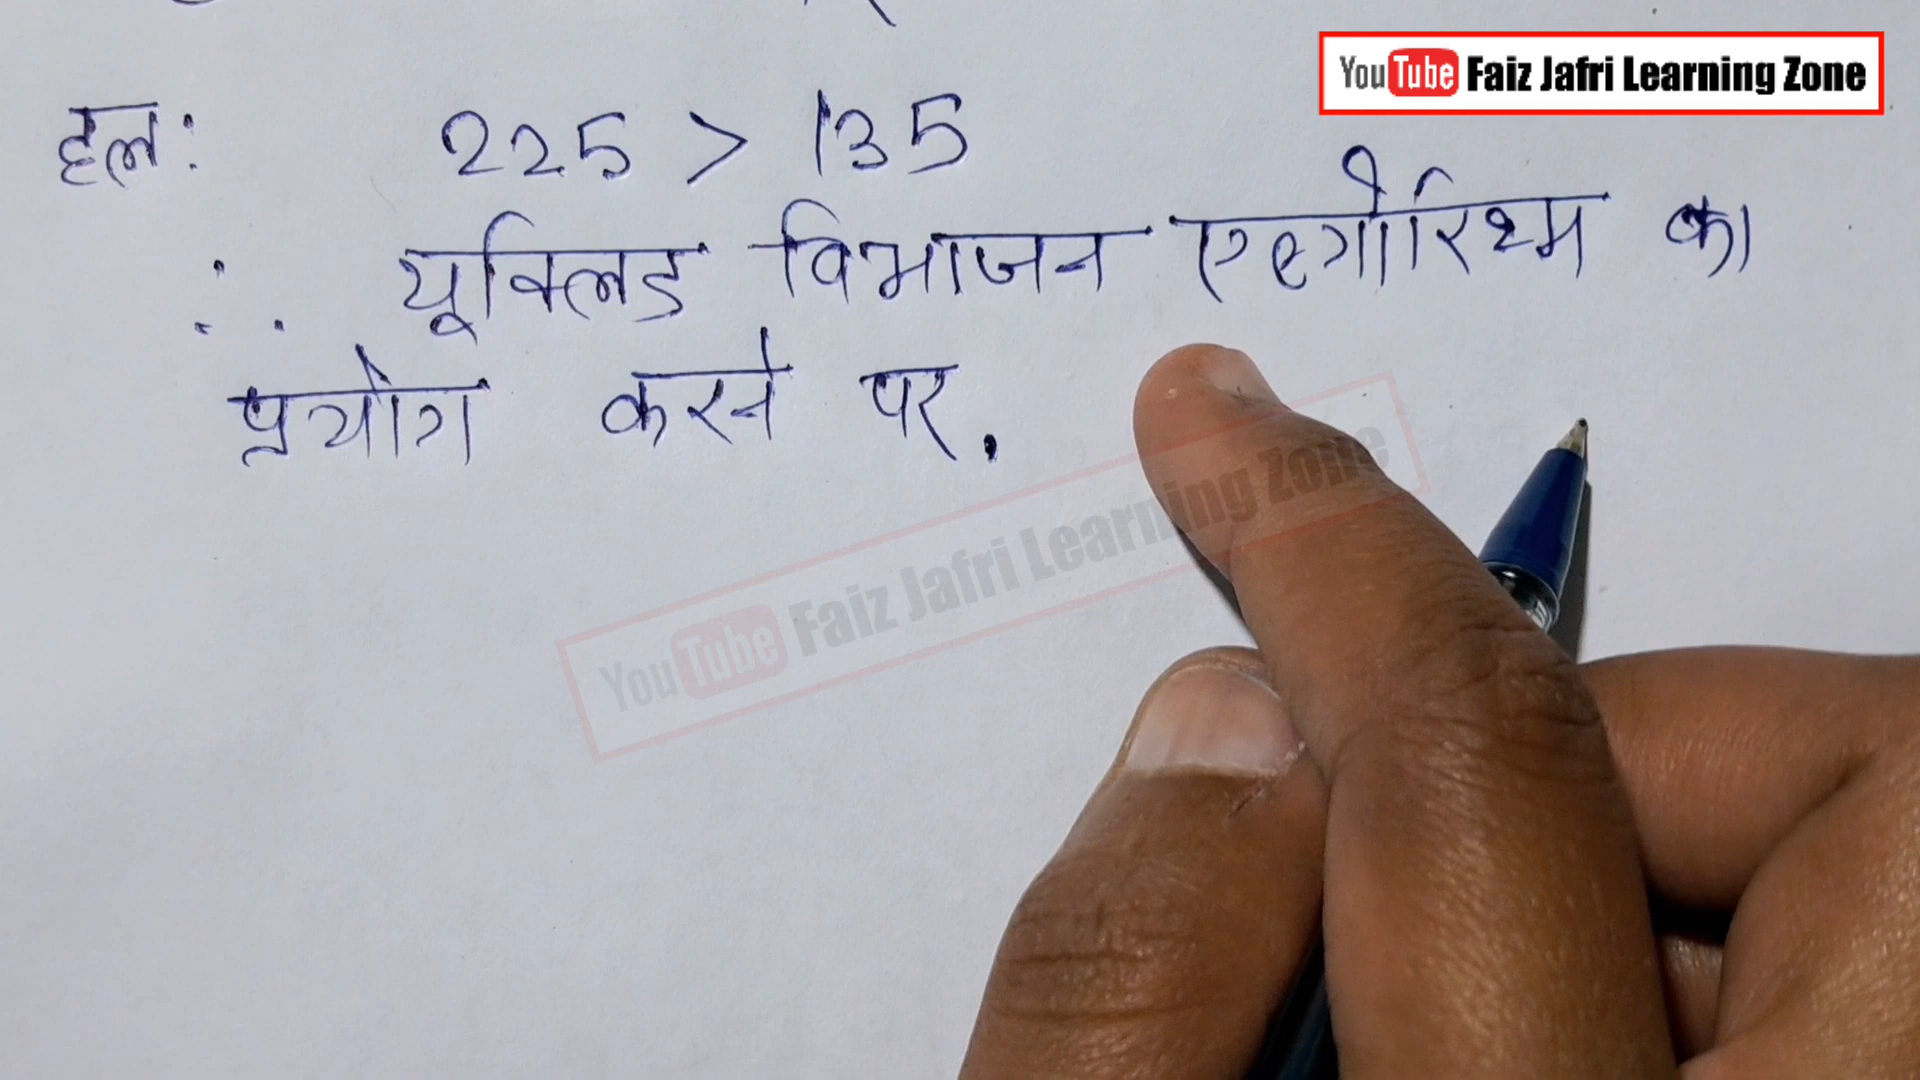 YouTube Faiz Jafri Learning Zone
हलः 225 > 135
∴ यूक्लिड विभाजन एल्गोरिथ्म का
प्रयोग करने पर.
YouTube Faiz Jafri Learning Zone